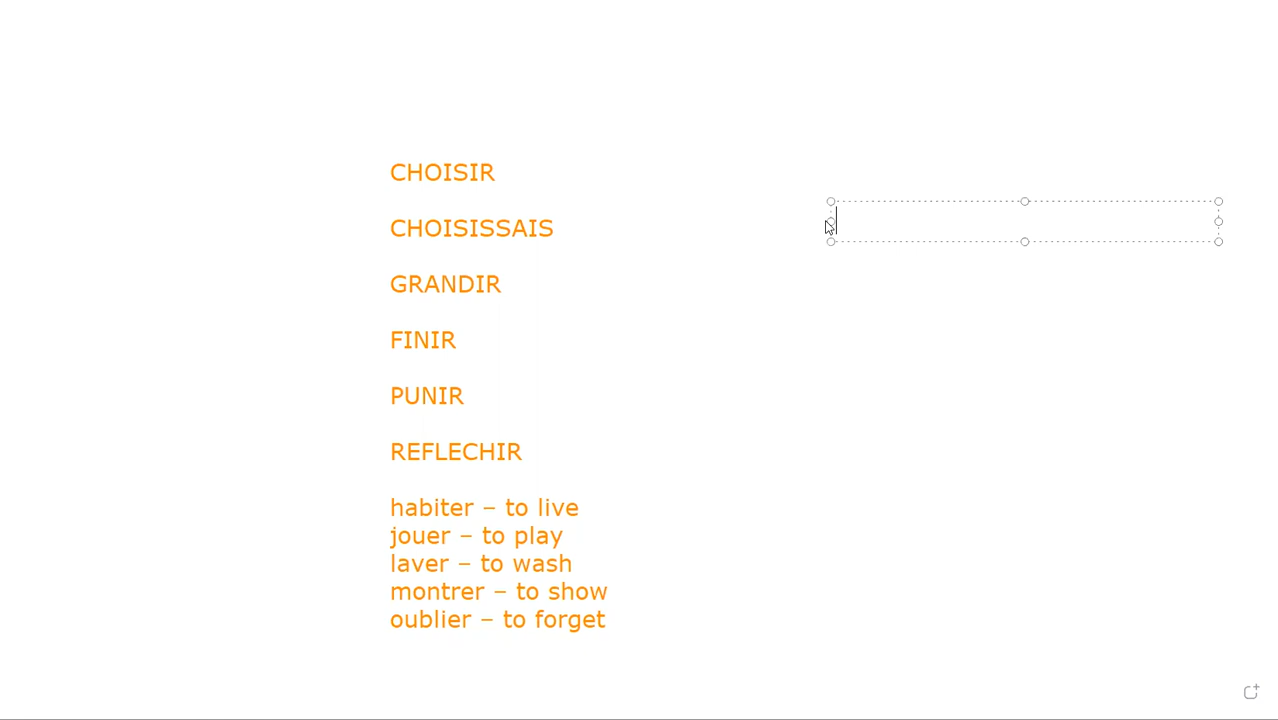 CHOISIR
CHOISISSAIS
GRANDIR
FINIR
PUNIR
REFLECHIR
habiter – to live
jouer – to play
laver – to wash
montrer – to show
oublier – to forget